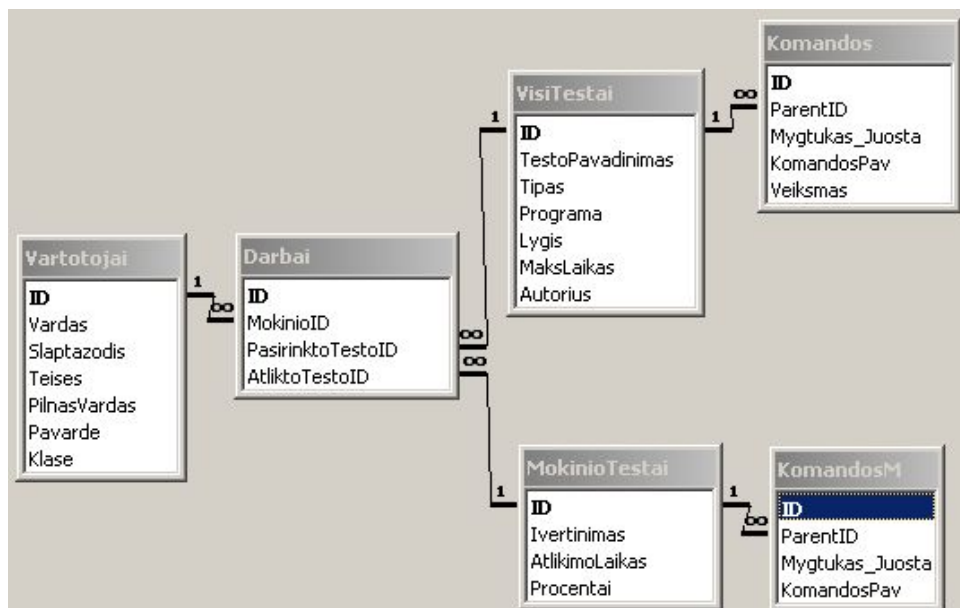 Komandos
ID
ParentID
Mygtukas_Juosta
KomandosPav
Veiksmas
VisiTestai
ID
TestoPavadinimas
Tipas
Programa
Lygis
MaksLaikas
Autorius
Vartotojai
ID
Vardas
Slaptazodis
Teises
PilnasVardas
Pavarde
Klase
Darbai
ID
MokinioID
PasirinktoTestoID
AtliktoTestoID
MokinioTestai
ID
Ivertinimas
AtlikimoLaikas
Procentai
KomandosM
ID
ParentID
Mygtukas_Juosta
KomandosPav
1
∞
1
∞
1
∞
∞
1
1
∞